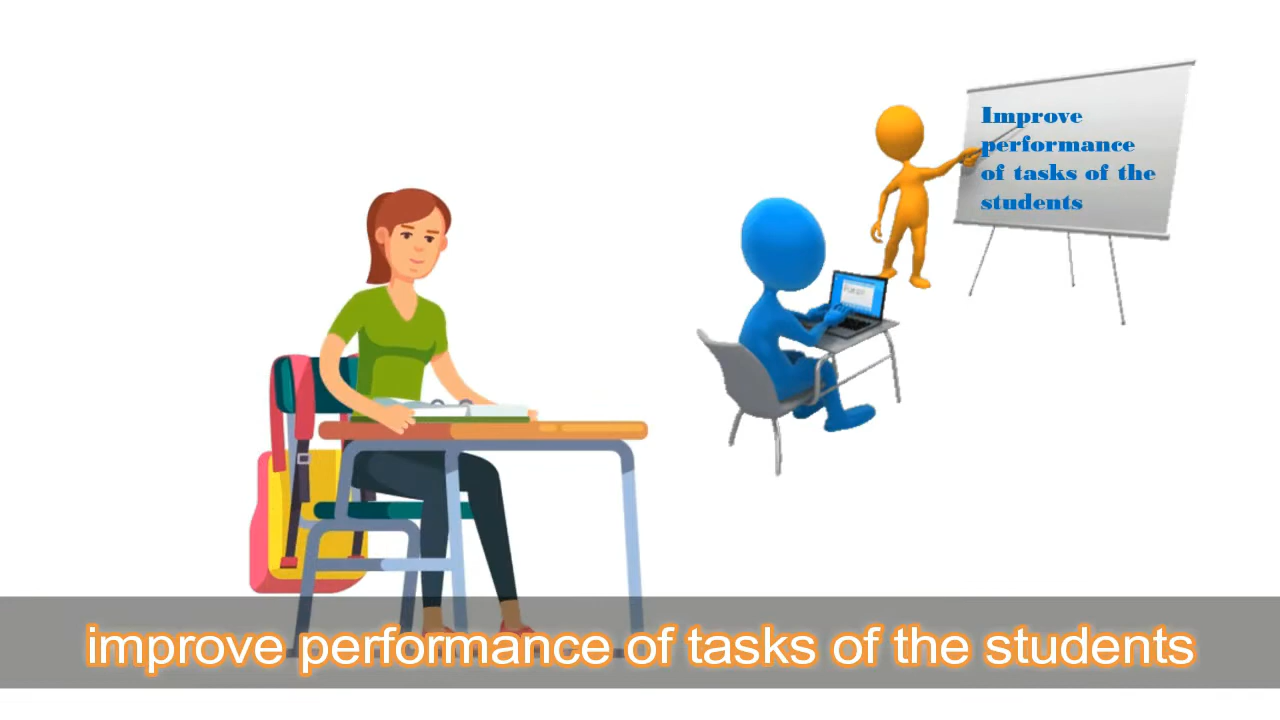 Improve
performance
of tasks of the
students
improve performance of tasks of the students